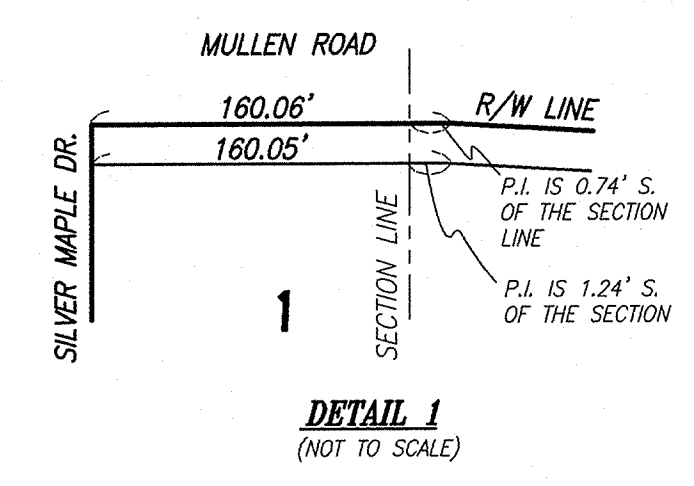 MULLEN ROAD
160.06'
R/W LINE
160.05'
SILVER MAPLE DR.
SECTION LINE
P.I. IS 0.74' S.
OF THE SECTION
LINE
P.I. IS 1.24' S.
OF THE SECTION
1
DETAIL 1
(NOT TO SCALE)